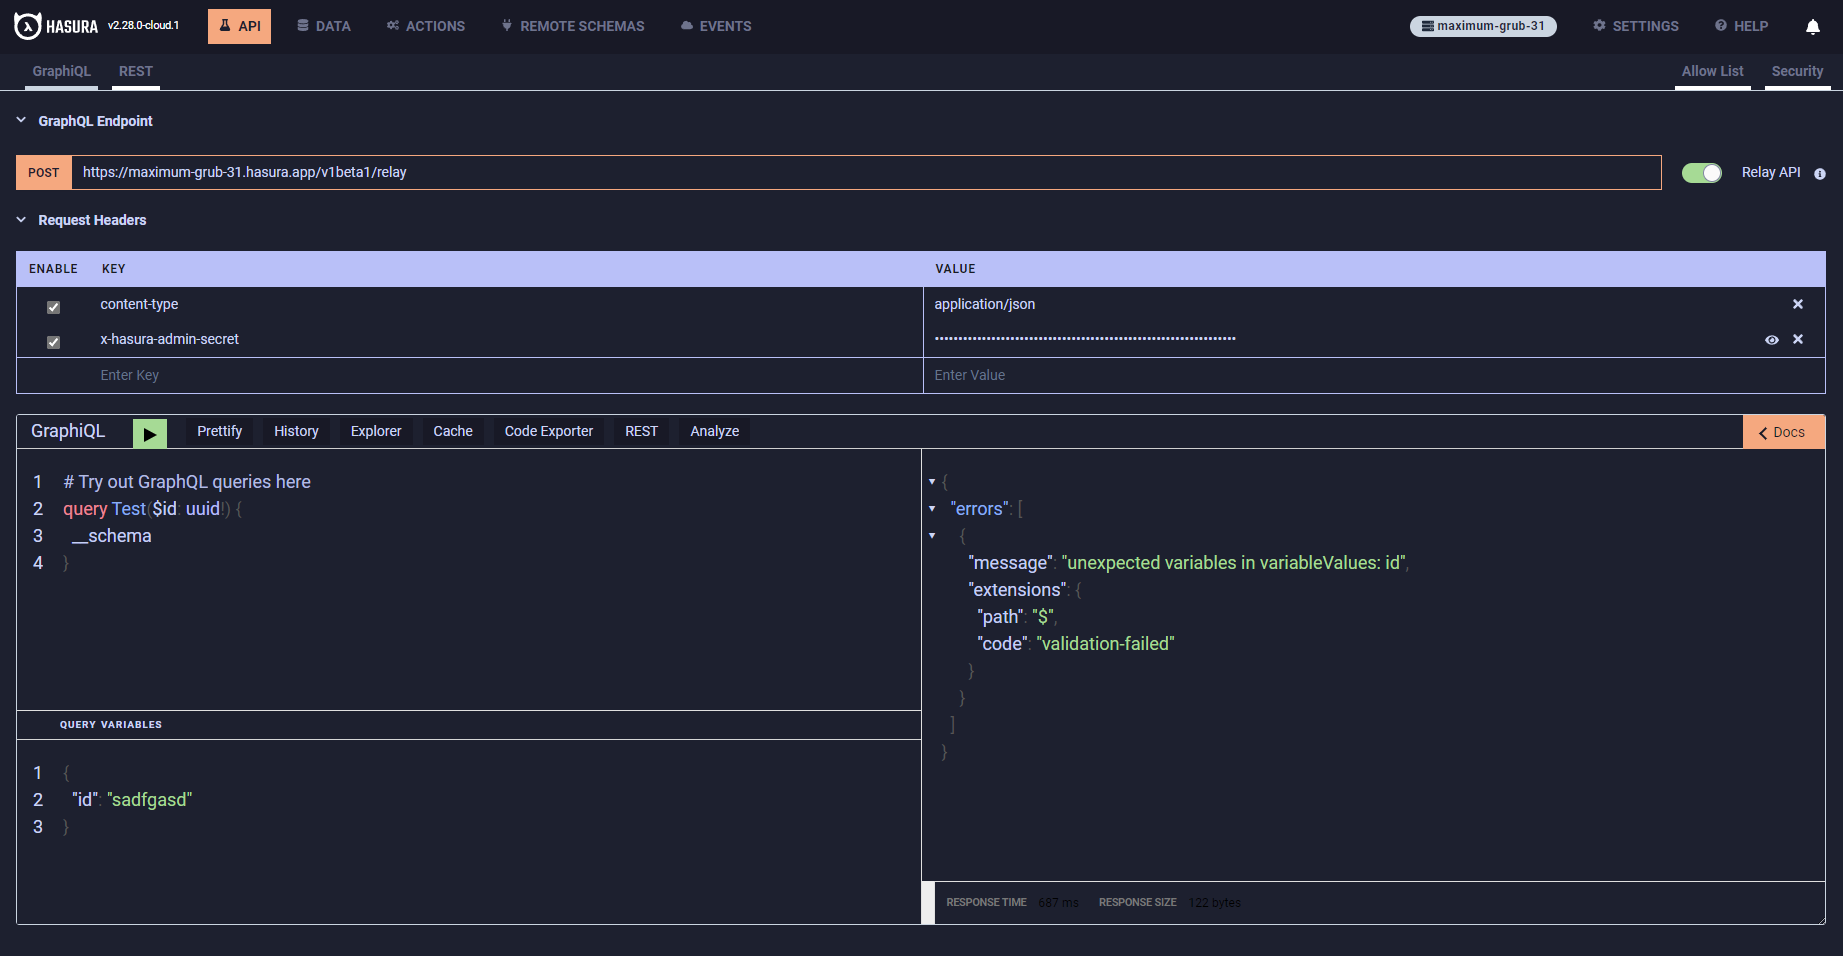 HASURA v2.28.0-cloud.1 API DATA ACTIONS REMOTE SCHEMAS EVENTS maximum-grub-31 SETTINGS HELP
GraphiQL REST Allow List Security
GraphQL Endpoint
POST https://maximum-grub-31.hasura.app/v1beta1/relay Relay API
Request Headers
ENABLE KEY VALUE
content-type application/json
x-hasura-admin-secret ••••••••••••••••••••••••••••••••••••••••••••••••••••••••••••••••
Enter Key Enter Value
GraphiQL Prettify History Explorer Cache Code Exporter REST Analyze Docs
1 # Try out GraphQL queries here
2 query Test($id: uuid!) {
3 __schema
4 }
QUERY VARIABLES
1 {
2 "id": "sadfgasd"
3 }
{
"errors": [
{
"message": "unexpected variables in variableValues: id",
"extensions": {
"path": "$",
"code": "validation-failed"
}
}
]
}
RESPONSE TIME 687 ms RESPONSE SIZE 122 bytes